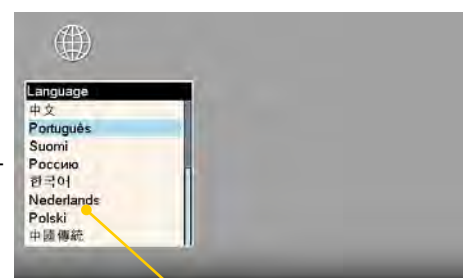 Language
中文
Português
Suomi
Россию
한국어
Nederlands
Polski
中國傳統